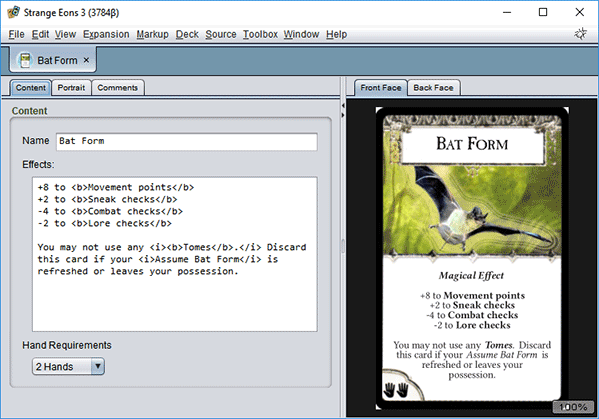 Strange Eons 3 (3784β)
File Edit View Expansion Markup Deck Source Toolbox Window Help
Bat Form ×
Content Portrait Comments
Content
Name Bat Form
Effects:
+8 to <b>Movement points</b>
+2 to <b>Sneak checks</b>
-4 to <b>Combat checks</b>
-2 to <b>Lore checks</b>
You may not use any <i><b>Tomes</b>.</i> Discard
this card if your <i>Assume Bat Form</i> is
refreshed or leaves your possession.
Hand Requirements
2 Hands
Front Face Back Face
Bat Form
Magical Effect
+8 to Movement points
+2 to Sneak checks
-4 to Combat checks
-2 to Lore checks
You may not use any Tomes. Discard
this card if your Assume Bat Form is
refreshed or leaves your
possession.
100%